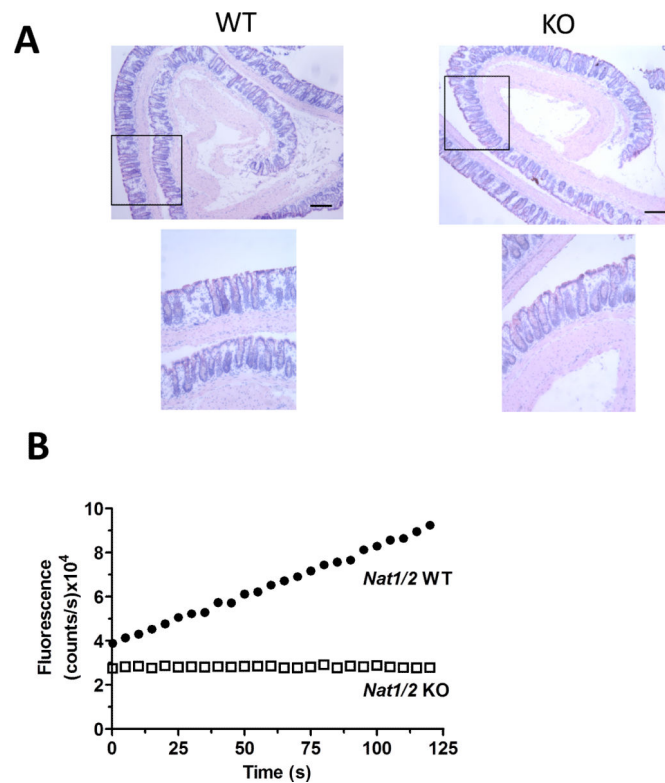 WT
KO
A
B
10
8
6
4
2
0
Fluorescence
(counts/s)x10⁴
Nat1/2 WT
Nat1/2 KO
0
25
50
75
100
125
Time (s)